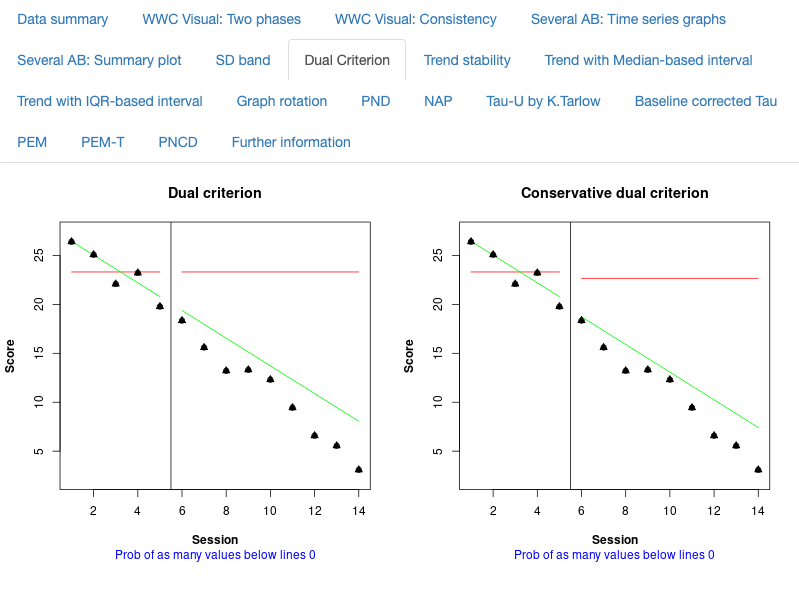 Data summary WWC Visual: Two phases WWC Visual: Consistency Several AB: Time series graphs
Several AB: Summary plot SD band Dual Criterion Trend stability Trend with Median-based interval
Trend with IQR-based interval Graph rotation PND NAP Tau-U by K.Tarlow Baseline corrected Tau
PEM PEM-T PNCD Further information
Dual criterion
Score
25
20
15
10
5
2 4 6 8 10 12 14
Session
Prob of as many values below lines 0
Conservative dual criterion
Score
25
20
15
10
5
2 4 6 8 10 12 14
Session
Prob of as many values below lines 0